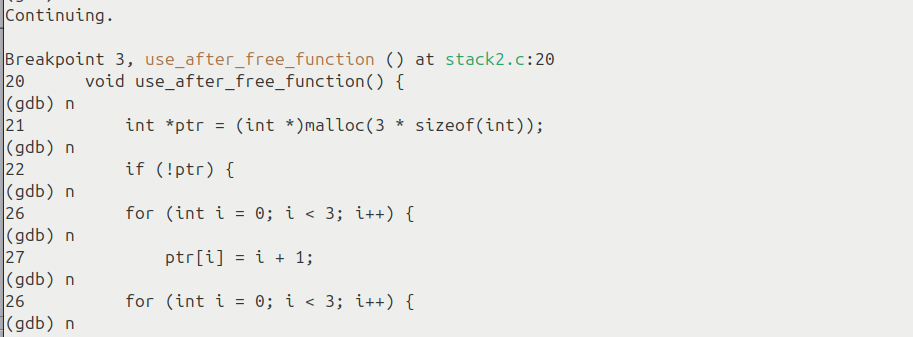 Continuing.

Breakpoint 3, use_after_free_function () at stack2.c:20
20      void use_after_free_function() {
(gdb) n
21          int *ptr = (int *)malloc(3 * sizeof(int));
(gdb) n
22          if (!ptr) {
(gdb) n
26          for (int i = 0; i < 3; i++) {
(gdb) n
27              ptr[i] = i + 1;
(gdb) n
26          for (int i = 0; i < 3; i++) {
(gdb) n